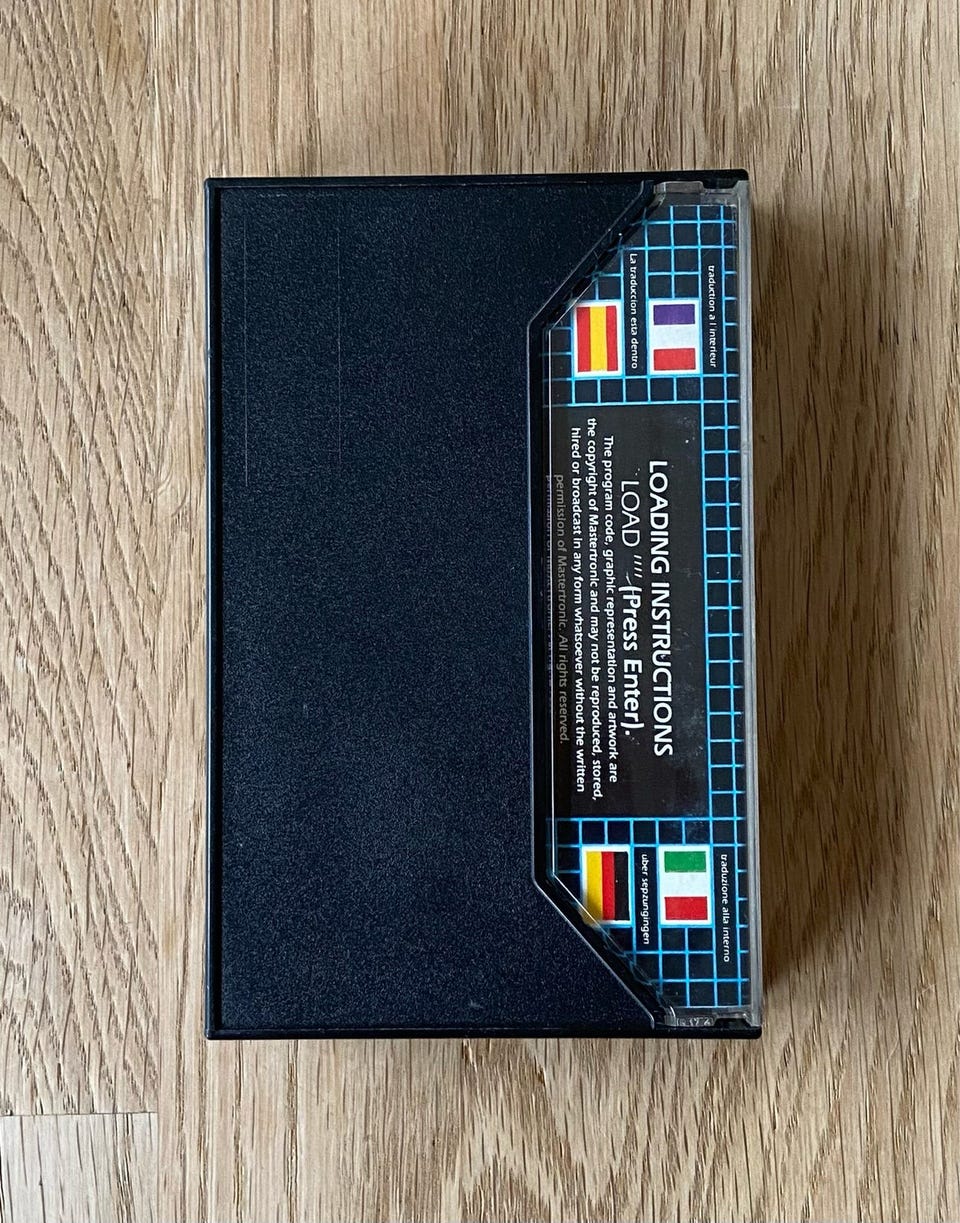 traduction a l interieur
La traduccion esta dentro
LOADING INSTRUCTIONS
LOAD "" (Press Enter).
The program code, graphic representation and artwork are
the copyright of Mastertronic and may not be reproduced, stored,
hired or broadcast in any form whatsoever without the written
permission of Mastertronic. All rights reserved.
traduzione alla interno
uber sepzungingen